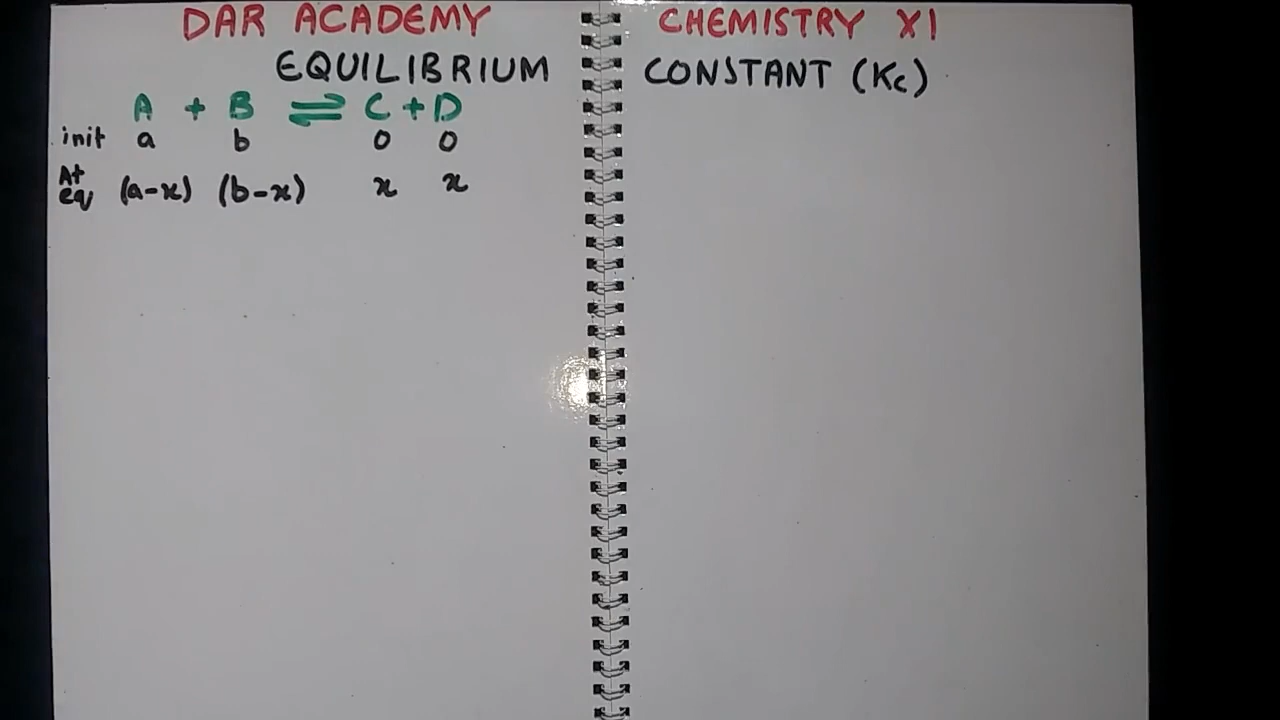 DAR ACADEMY CHEMISTRY XI
EQUILIBRIUM CONSTANT (Kc)
A + B ⇌ C + D
init a b 0 0
At eq (a-x) (b-x) x x